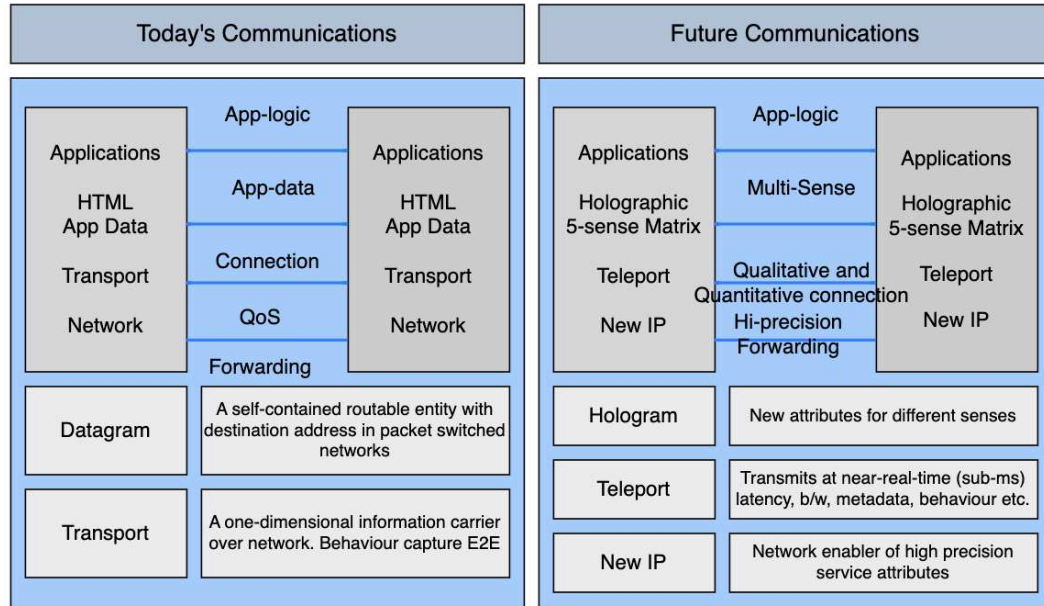 Today's Communications
App-logic
Applications
Applications
App-data
HTML
App Data
HTML
App Data
Connection
Transport
Transport
QoS
Network
Network
Forwarding
Datagram
A self-contained routable entity with
destination address in packet switched
networks
Transport
A one-dimensional information carrier
over network. Behaviour capture E2E
Future Communications
App-logic
Applications
Applications
Multi-Sense
Holographic
5-sense Matrix
Holographic
5-sense Matrix
Teleport
Qualitative and
Quantitative connection
Teleport
New IP
Hi-precision
Forwarding
New IP
Hologram
New attributes for different senses
Teleport
Transmits at near-real-time (sub-ms)
latency, b/w, metadata, behaviour etc.
New IP
Network enabler of high precision
service attributes